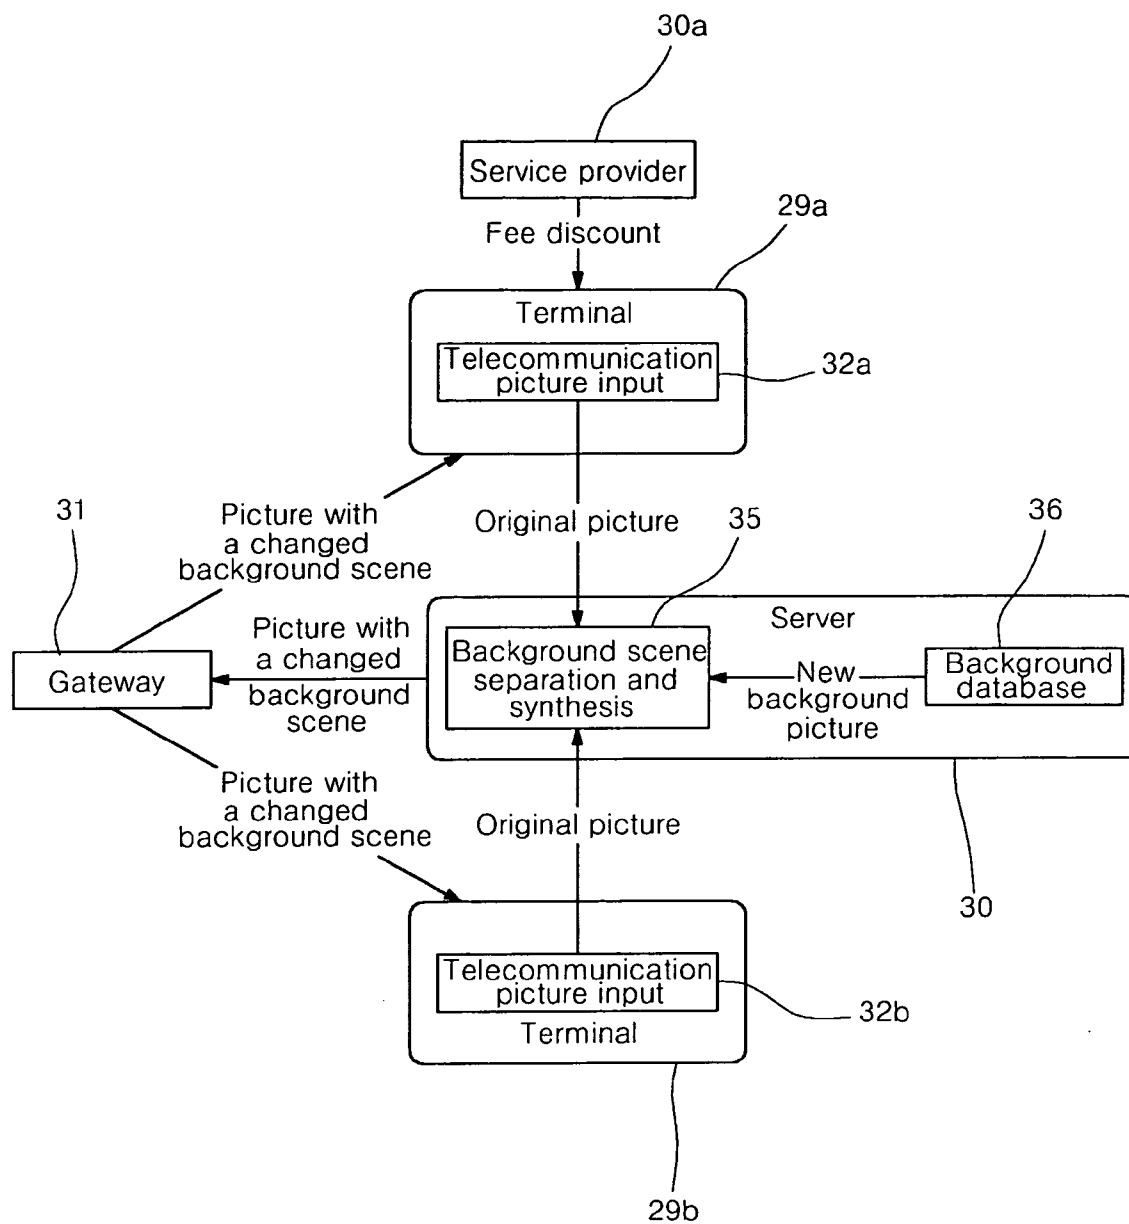 30a
Service provider
Fee discount
29a
Terminal
Telecommunication
picture input
32a
31
Picture with
a changed
background scene
Original picture
35
36
Server
Gateway
Picture with
a changed
background
scene
Background scene
separation and
synthesis
New
background
picture
Background
database
Picture with
a changed
background scene
Original picture
30
Telecommunication
picture input
Terminal
32b
29b